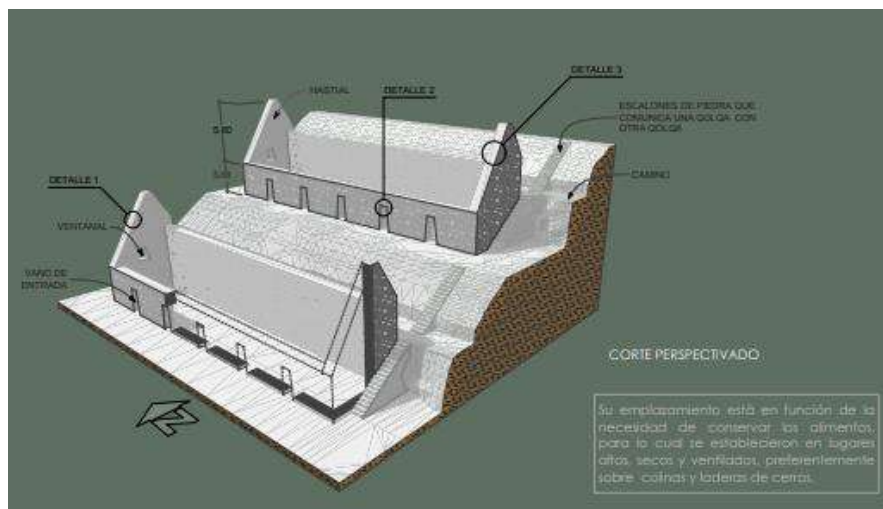 DETALLE 3
HASTIAL
DETALLE 2
ESCALONES DE PIEDRA QUE
COMUNICA UNA QOLQA CON
OTRA QOLQA
CAMINO
DETALLE 1
VENTANAL
VANO DE
ENTRADA
CORTE PERSPECTIVADO
Su emplazamiento está en función de la
necesidad de conservar los alimentos,
para lo cual se establecieron en lugares
altos, secos y ventilados, preferentemente
sobre colinas y laderas de cerros.